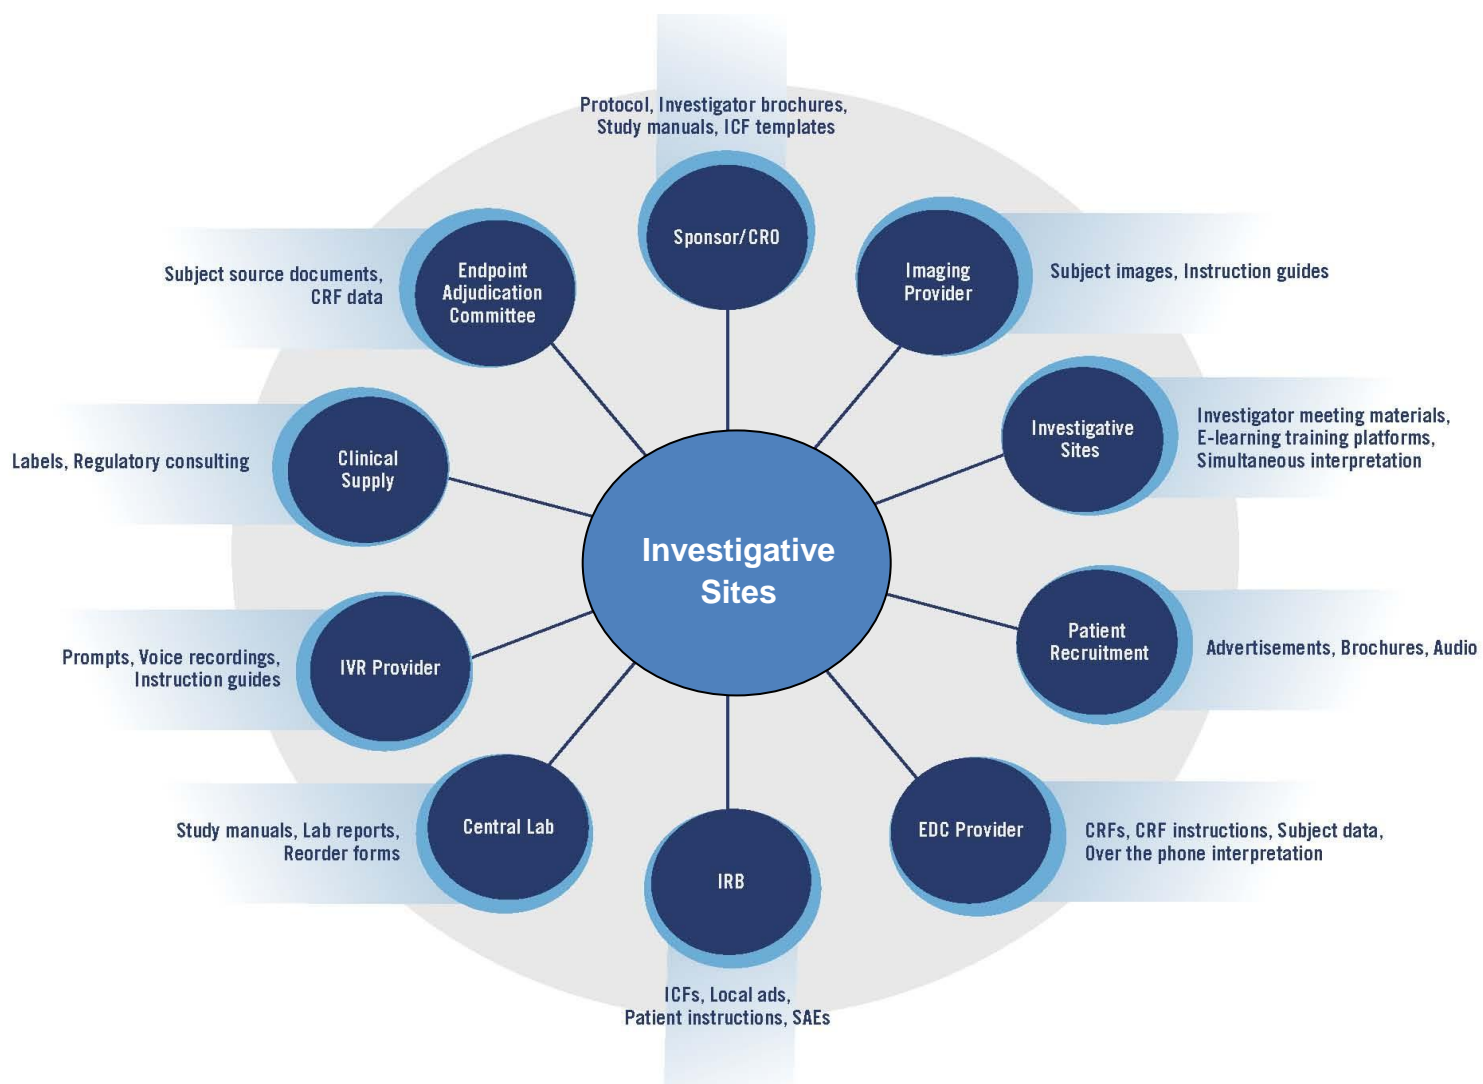 Protocol, Investigator brochures,
Study manuals, ICF templates
Sponsor/CRO
Imaging
Provider
Subject images, Instruction guides
Investigative
Sites
Investigator meeting materials,
E-learning training platforms,
Simultaneous interpretation
Patient
Recruitment
Advertisements, Brochures, Audio
EDC Provider
CRFs, CRF instructions, Subject data,
Over the phone interpretation
IRB
ICFs, Local ads,
Patient instructions, SAEs
Central Lab
Study manuals, Lab reports,
Reorder forms
IVR Provider
Prompts, Voice recordings,
Instruction guides
Clinical
Supply
Labels, Regulatory consulting
Endpoint
Adjudication
Committee
Subject source documents,
CRF data
Investigative
Sites